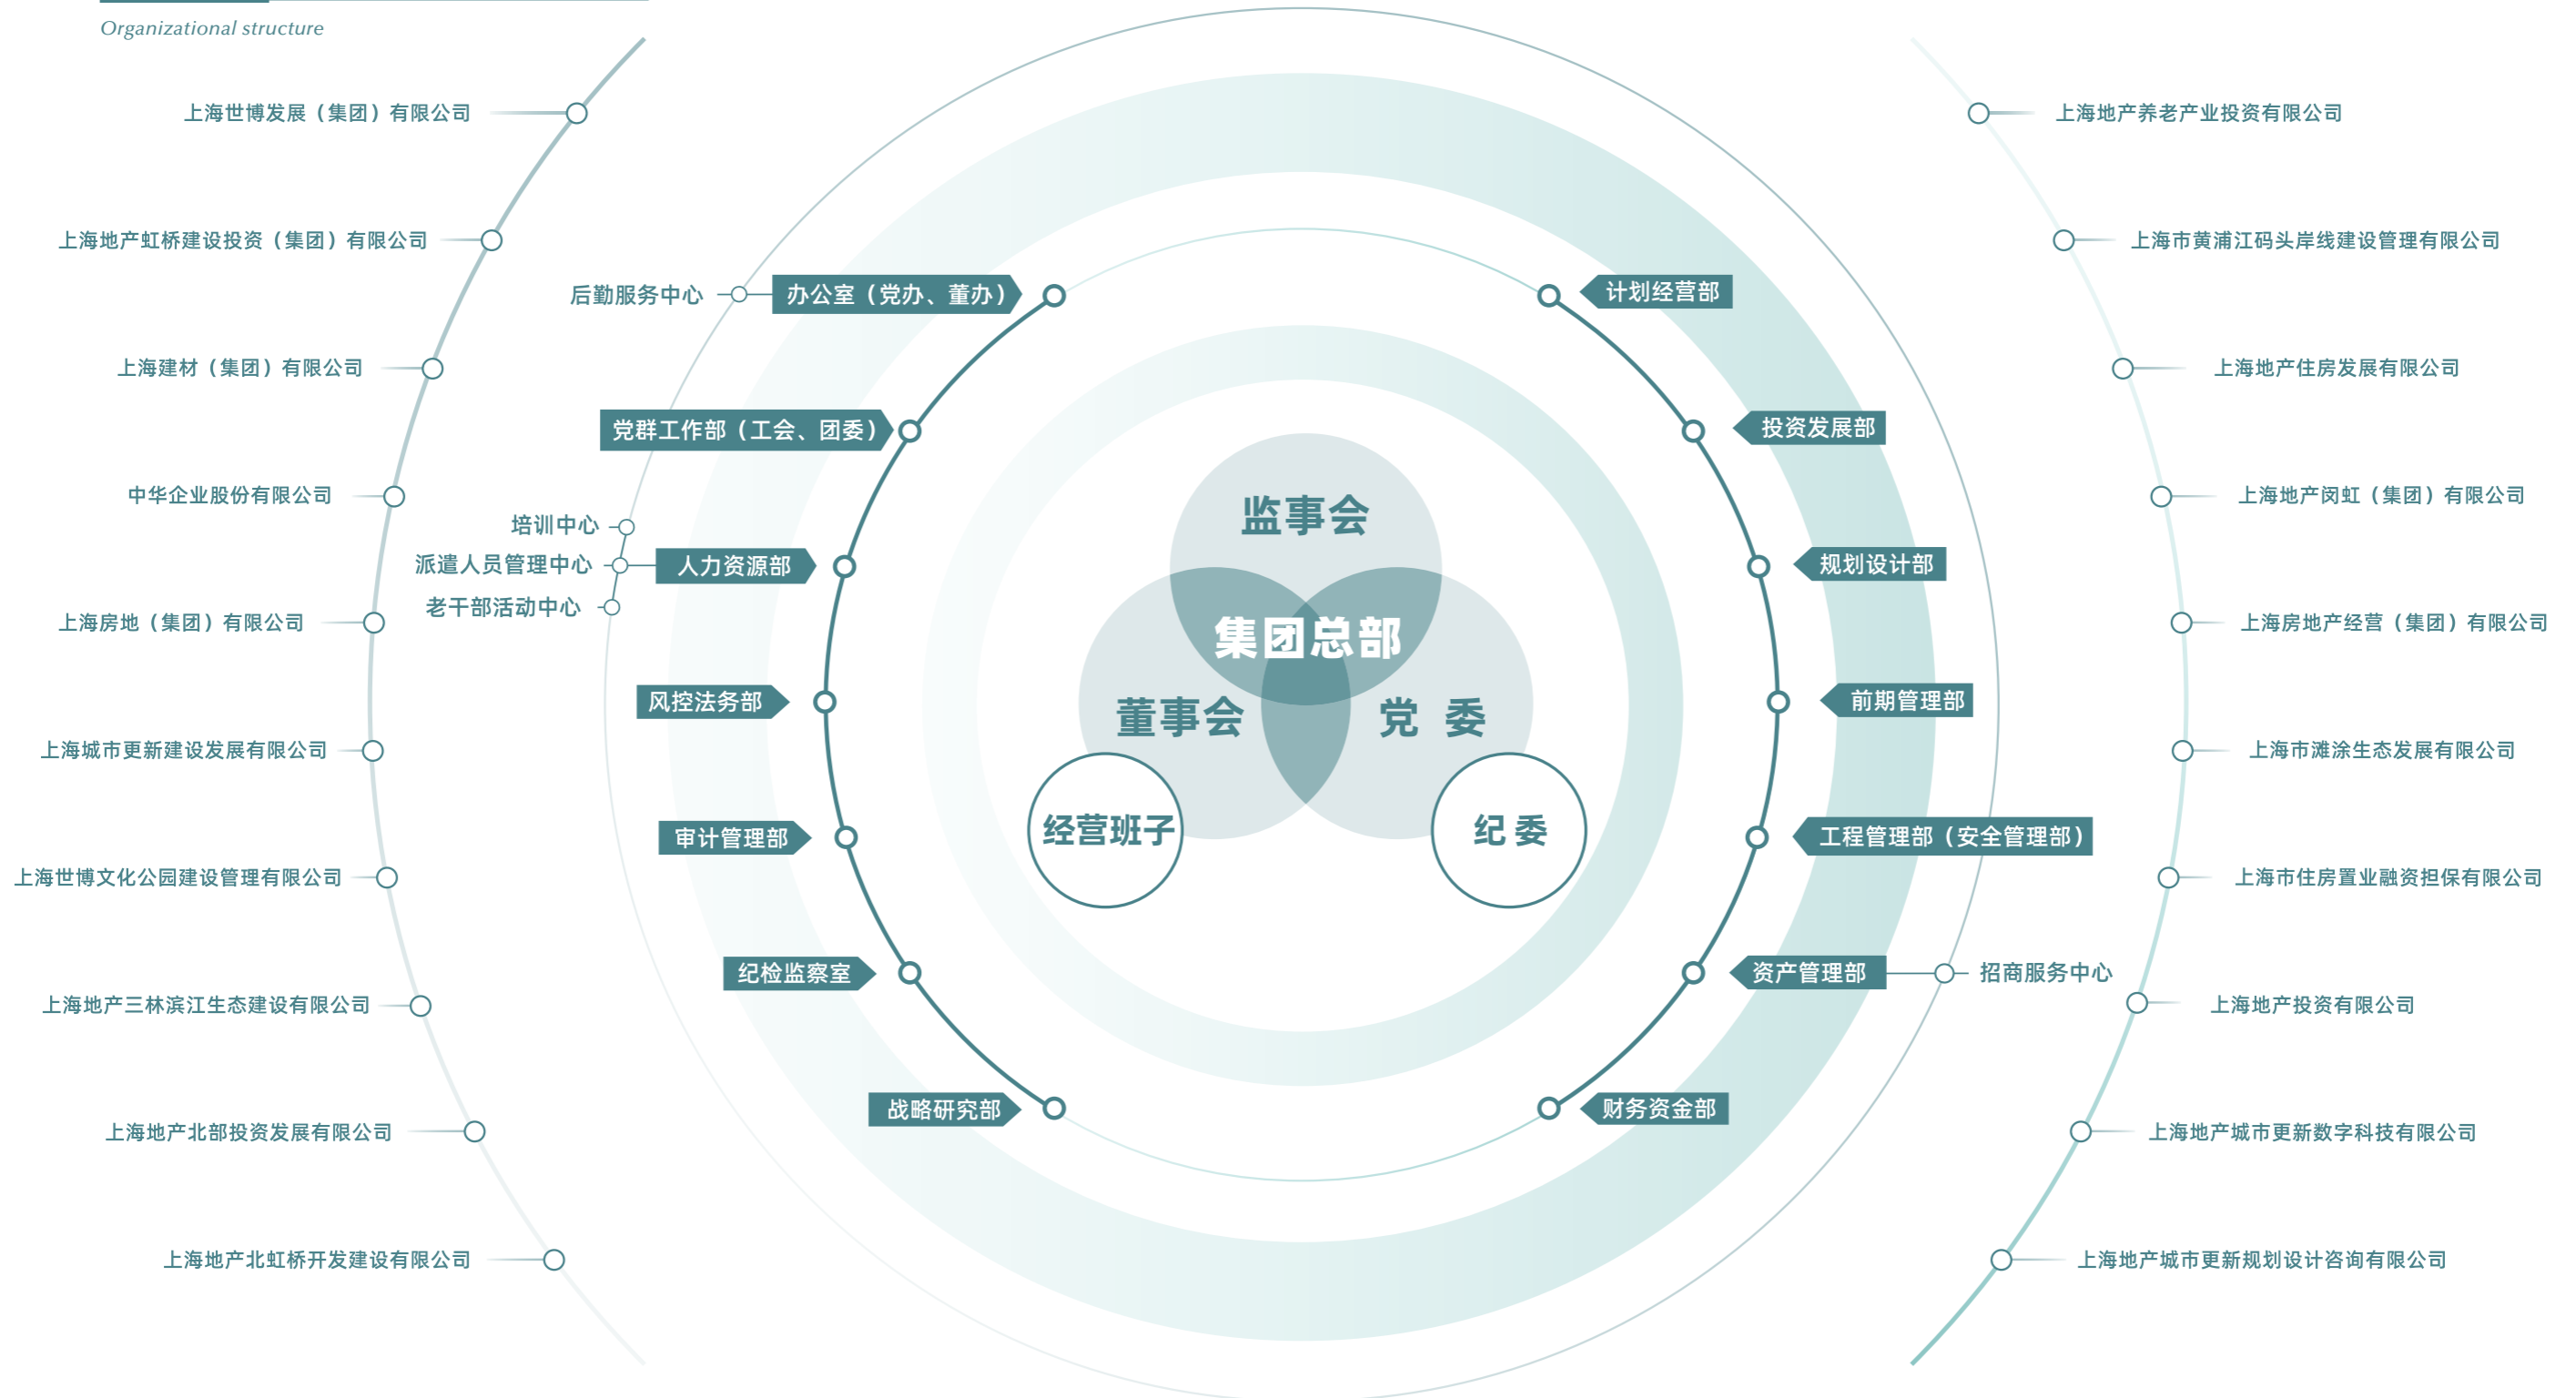 Organizational structure
上海世博发展（集团）有限公司
上海地产虹桥建设投资（集团）有限公司
上海建材（集团）有限公司
中华企业股份有限公司
上海房地（集团）有限公司
上海城市更新建设发展有限公司
上海世博文化公园建设管理有限公司
上海地产三林滨江生态建设有限公司
上海地产北部投资发展有限公司
上海地产北虹桥开发建设有限公司
后勤服务中心
办公室（党办、董办）
党群工作部（工会、团委）
培训中心
派遣人员管理中心
老干部活动中心
人力资源部
风控法务部
审计管理部
纪检监察室
战略研究部
监事会
集团总部
董事会
党 委
经营班子
纪 委
计划经营部
投资发展部
规划设计部
前期管理部
工程管理部（安全管理部）
资产管理部
招商服务中心
财务资金部
上海地产养老产业投资有限公司
上海市黄浦江码头岸线建设管理有限公司
上海地产住房发展有限公司
上海地产闵虹（集团）有限公司
上海房地产经营（集团）有限公司
上海市滩涂生态发展有限公司
上海市住房置业融资担保有限公司
上海地产投资有限公司
上海地产城市更新数字科技有限公司
上海地产城市更新规划设计咨询有限公司